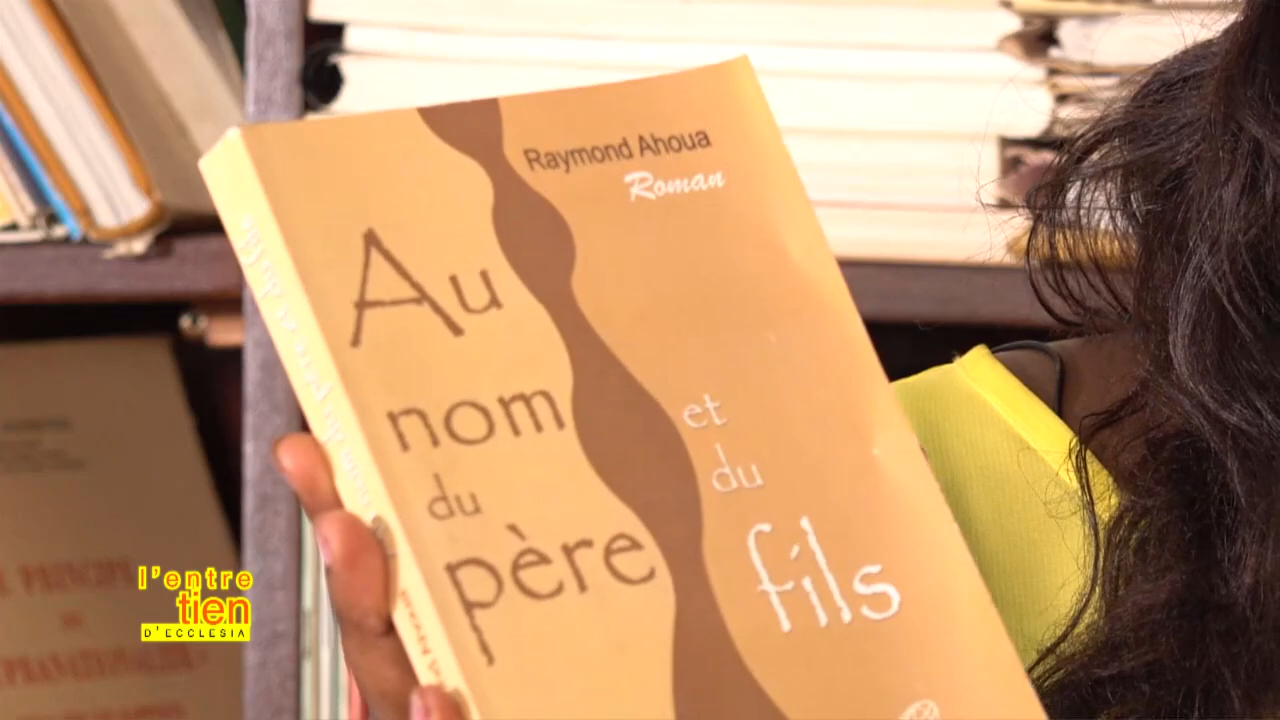 Raymond Ahoua
Roman
Au
nom
du
père
et
du
fils
l'entre
tien
D'ECCLESIA